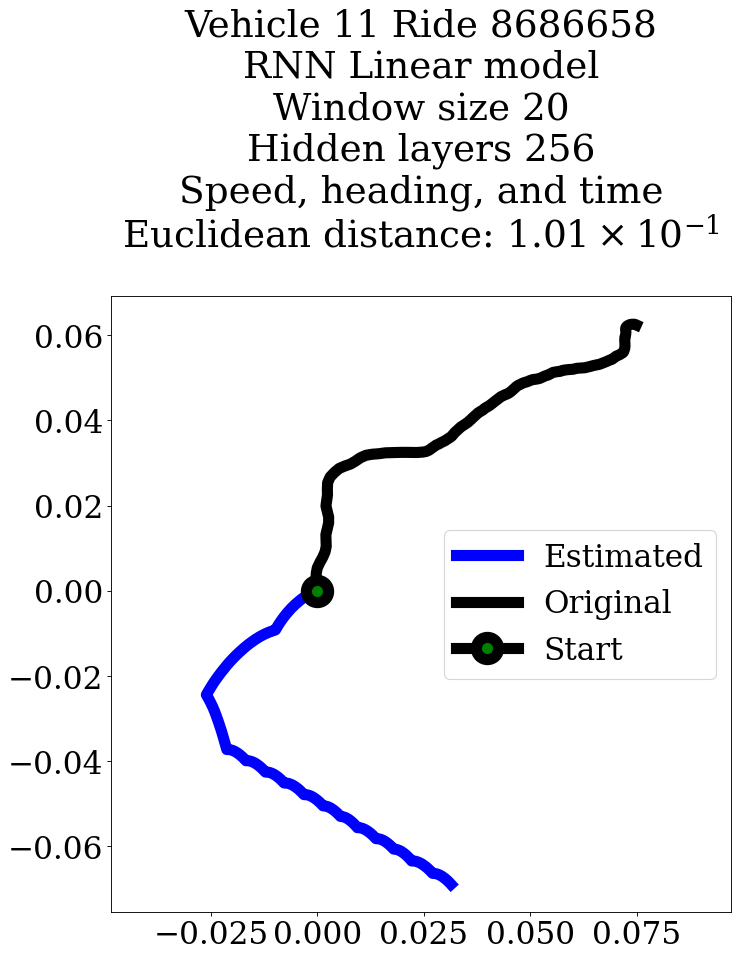 Vehicle 11 Ride 8686658
RNN Linear model
Window size 20
Hidden layers 256
Speed, heading, and time
Euclidean distance: 1.01 × 10⁻¹
0.06
0.04
0.02
0.00
−0.02
−0.04
−0.06
Estimated
Original
Start
−0.025 0.000 0.025 0.050 0.075